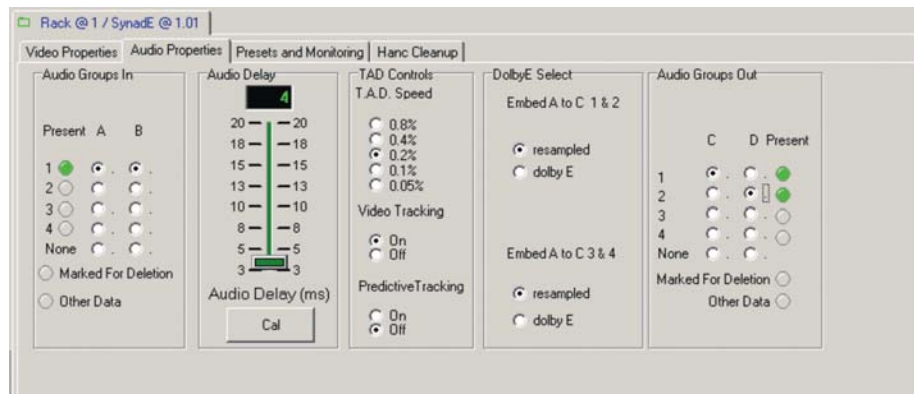 Rack @ 1 / SynadE @ 1.01
Video Properties Audio Properties Presets and Monitoring Hanc Cleanup
Audio Groups In
Present A B
1
2
3
4
None
Marked For Deletion
Other Data
Audio Delay
4
20 20
18 18
15 15
13 13
10 10
8 8
5 5
3 3
Audio Delay (ms)
Cal
TAD Controls
T.A.D. Speed
0.8%
0.4%
0.2%
0.1%
0.05%
Video Tracking
On
Off
PredictiveTracking
On
Off
DolbyE Select
Embed A to C 1 & 2
resampled
dolby E
Embed A to C 3 & 4
resampled
dolby E
Audio Groups Out
C D Present
1
2
3
4
None
Marked For Deletion
Other Data